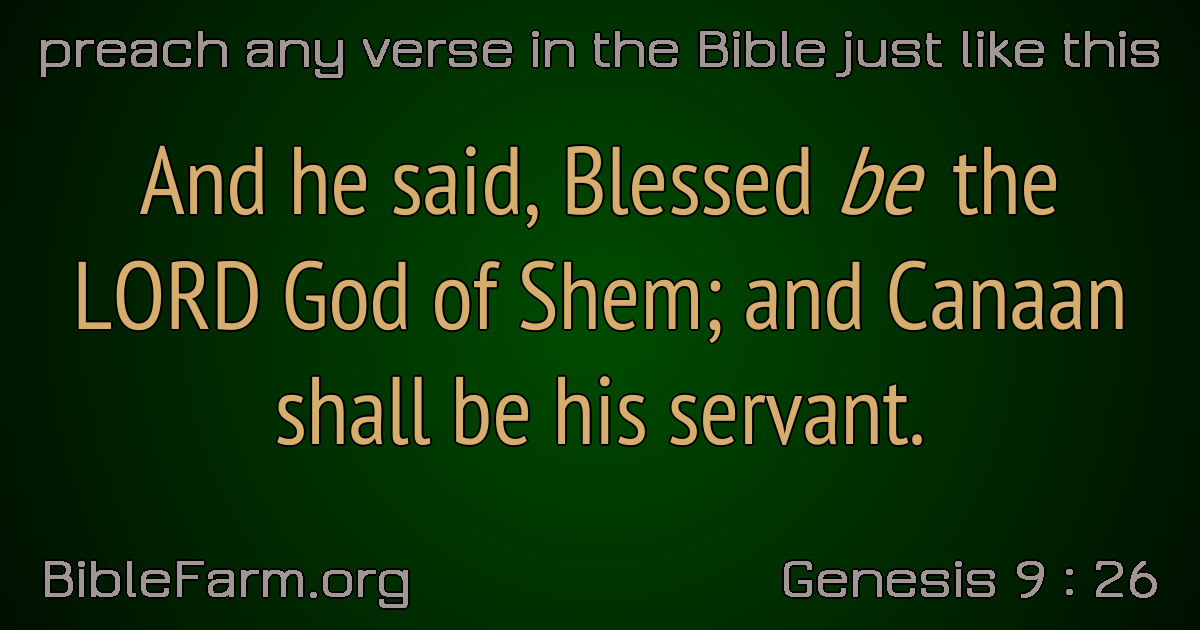 preach any verse in the Bible just like this
And he said, Blessed be the
LORD God of Shem; and Canaan
shall be his servant.
BibleFarm.org
Genesis 9 : 26